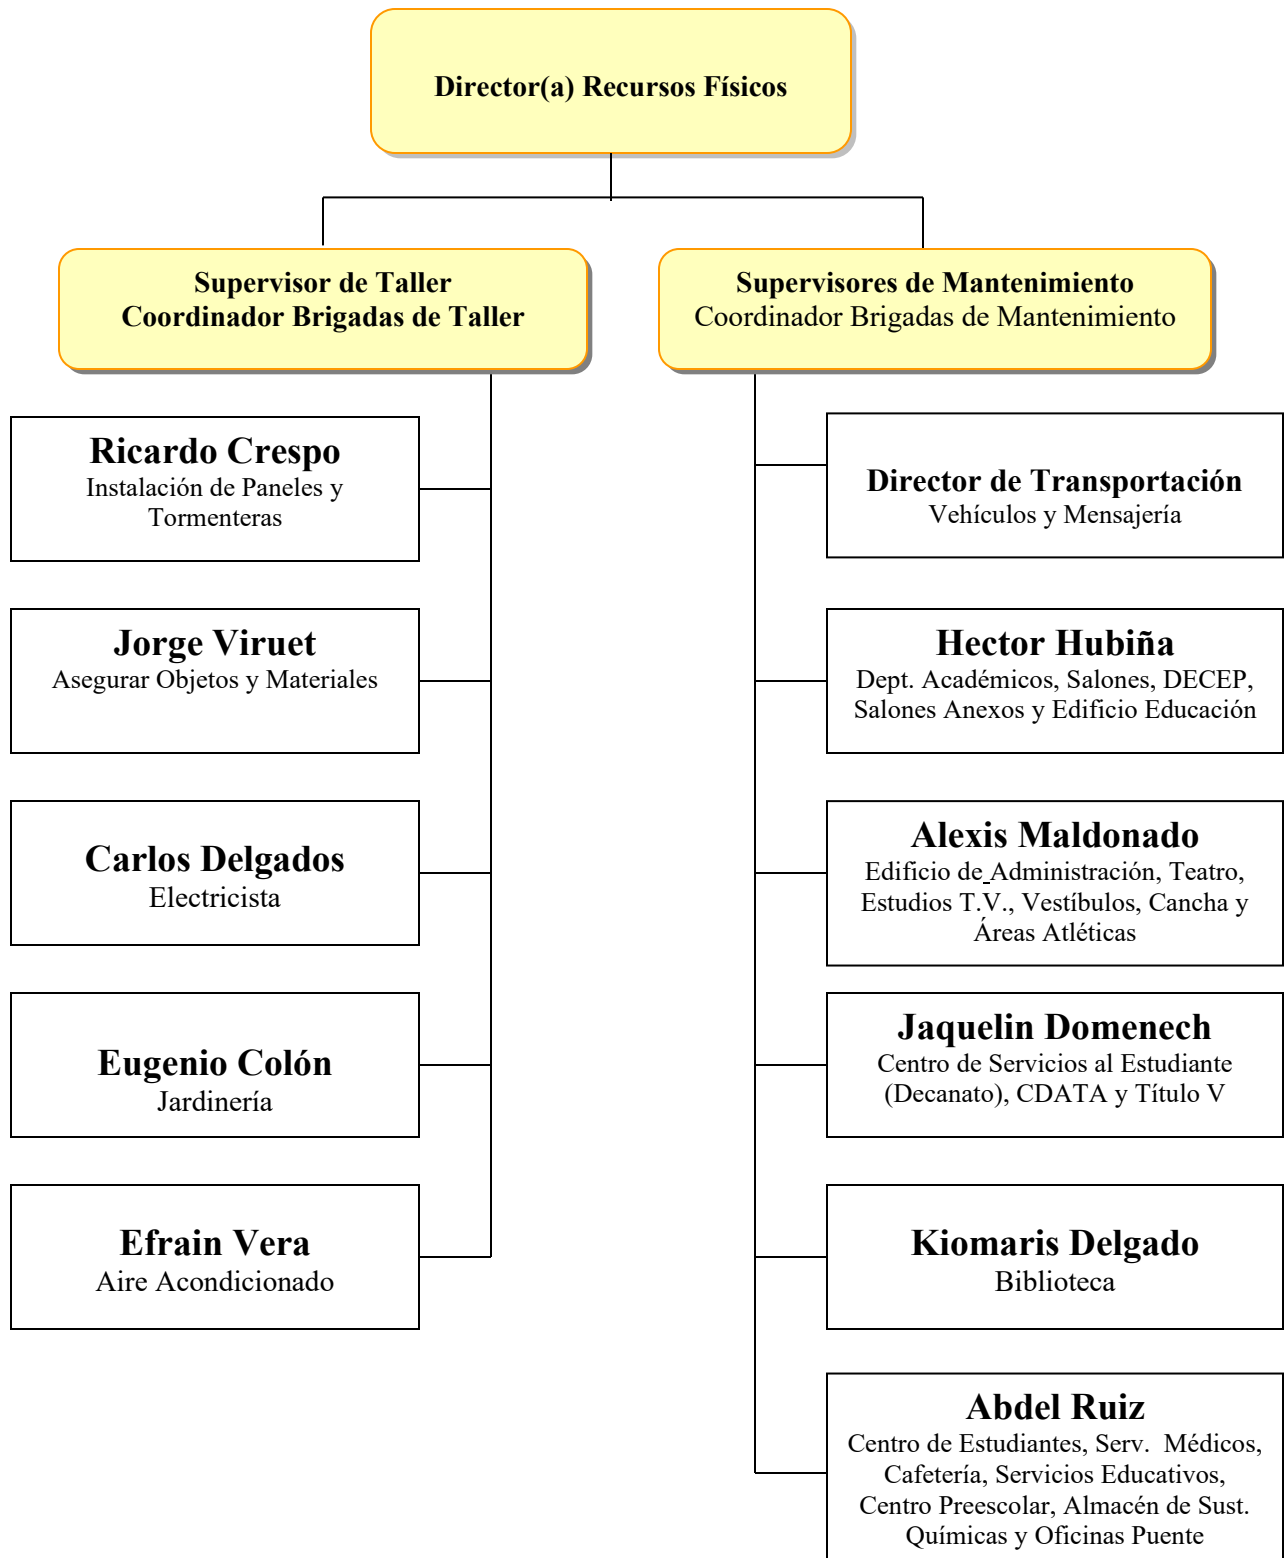 Director(a) Recursos Físicos
Supervisor de Taller
Coordinador Brigadas de Taller
Supervisores de Mantenimiento
Coordinador Brigadas de Mantenimiento
Ricardo Crespo
Instalación de Paneles y
Tormenteras
Jorge Viruet
Asegurar Objetos y Materiales
Carlos Delgados
Electricista
Eugenio Colón
Jardinería
Efrain Vera
Aire Acondicionado
Director de Transportación
Vehículos y Mensajería
Hector Hubiña
Dept. Académicos, Salones, DECEP,
Salones Anexos y Edificio Educación
Alexis Maldonado
Edificio de Administración, Teatro,
Estudios T.V., Vestíbulos, Cancha y
Áreas Atléticas
Jaquelin Domenech
Centro de Servicios al Estudiante
(Decanato), CDATA y Título V
Kiomaris Delgado
Biblioteca
Abdel Ruiz
Centro de Estudiantes, Serv.  Médicos,
Cafetería, Servicios Educativos,
Centro Preescolar, Almacén de Sust.
Químicas y Oficinas Puente